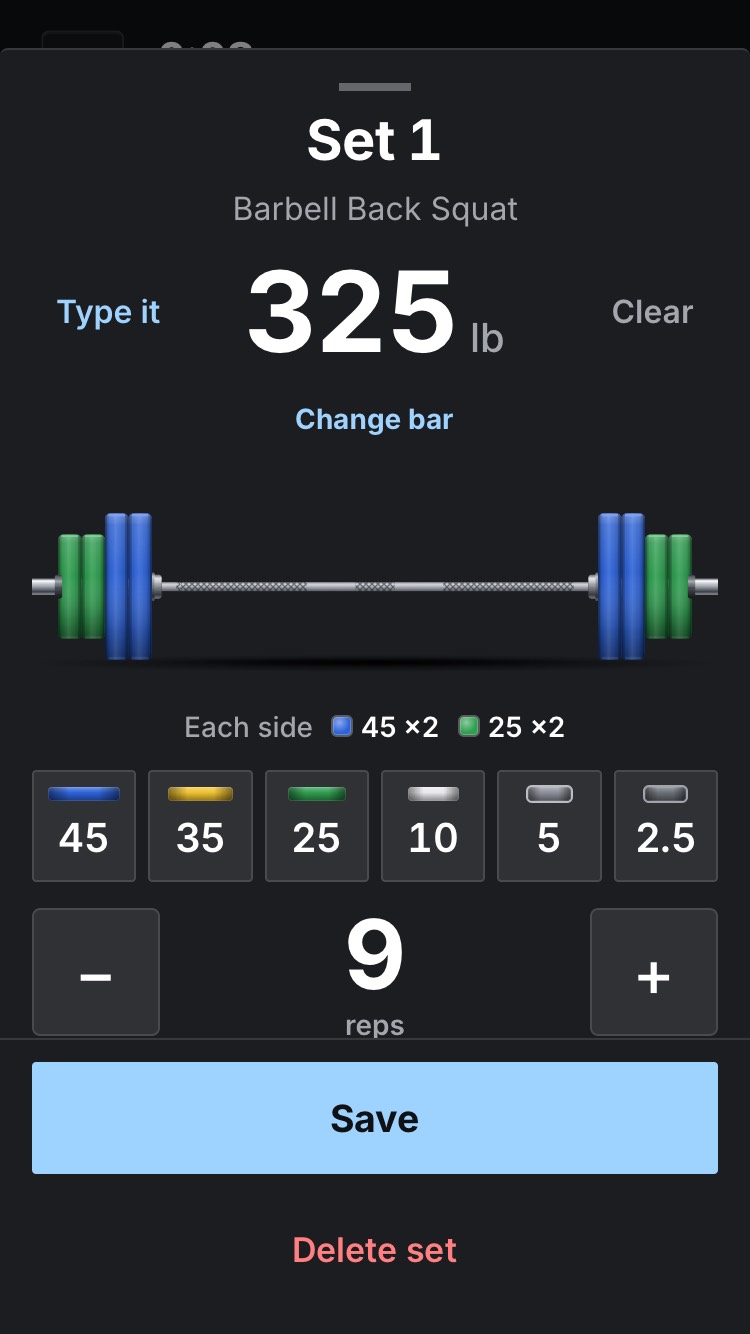 Set 1
Barbell Back Squat
Type it 325 lb Clear
Change bar
Each side 45 ×2 25 ×2
45 35 25 10 5 2.5
− 9 +
reps
Save
Delete set